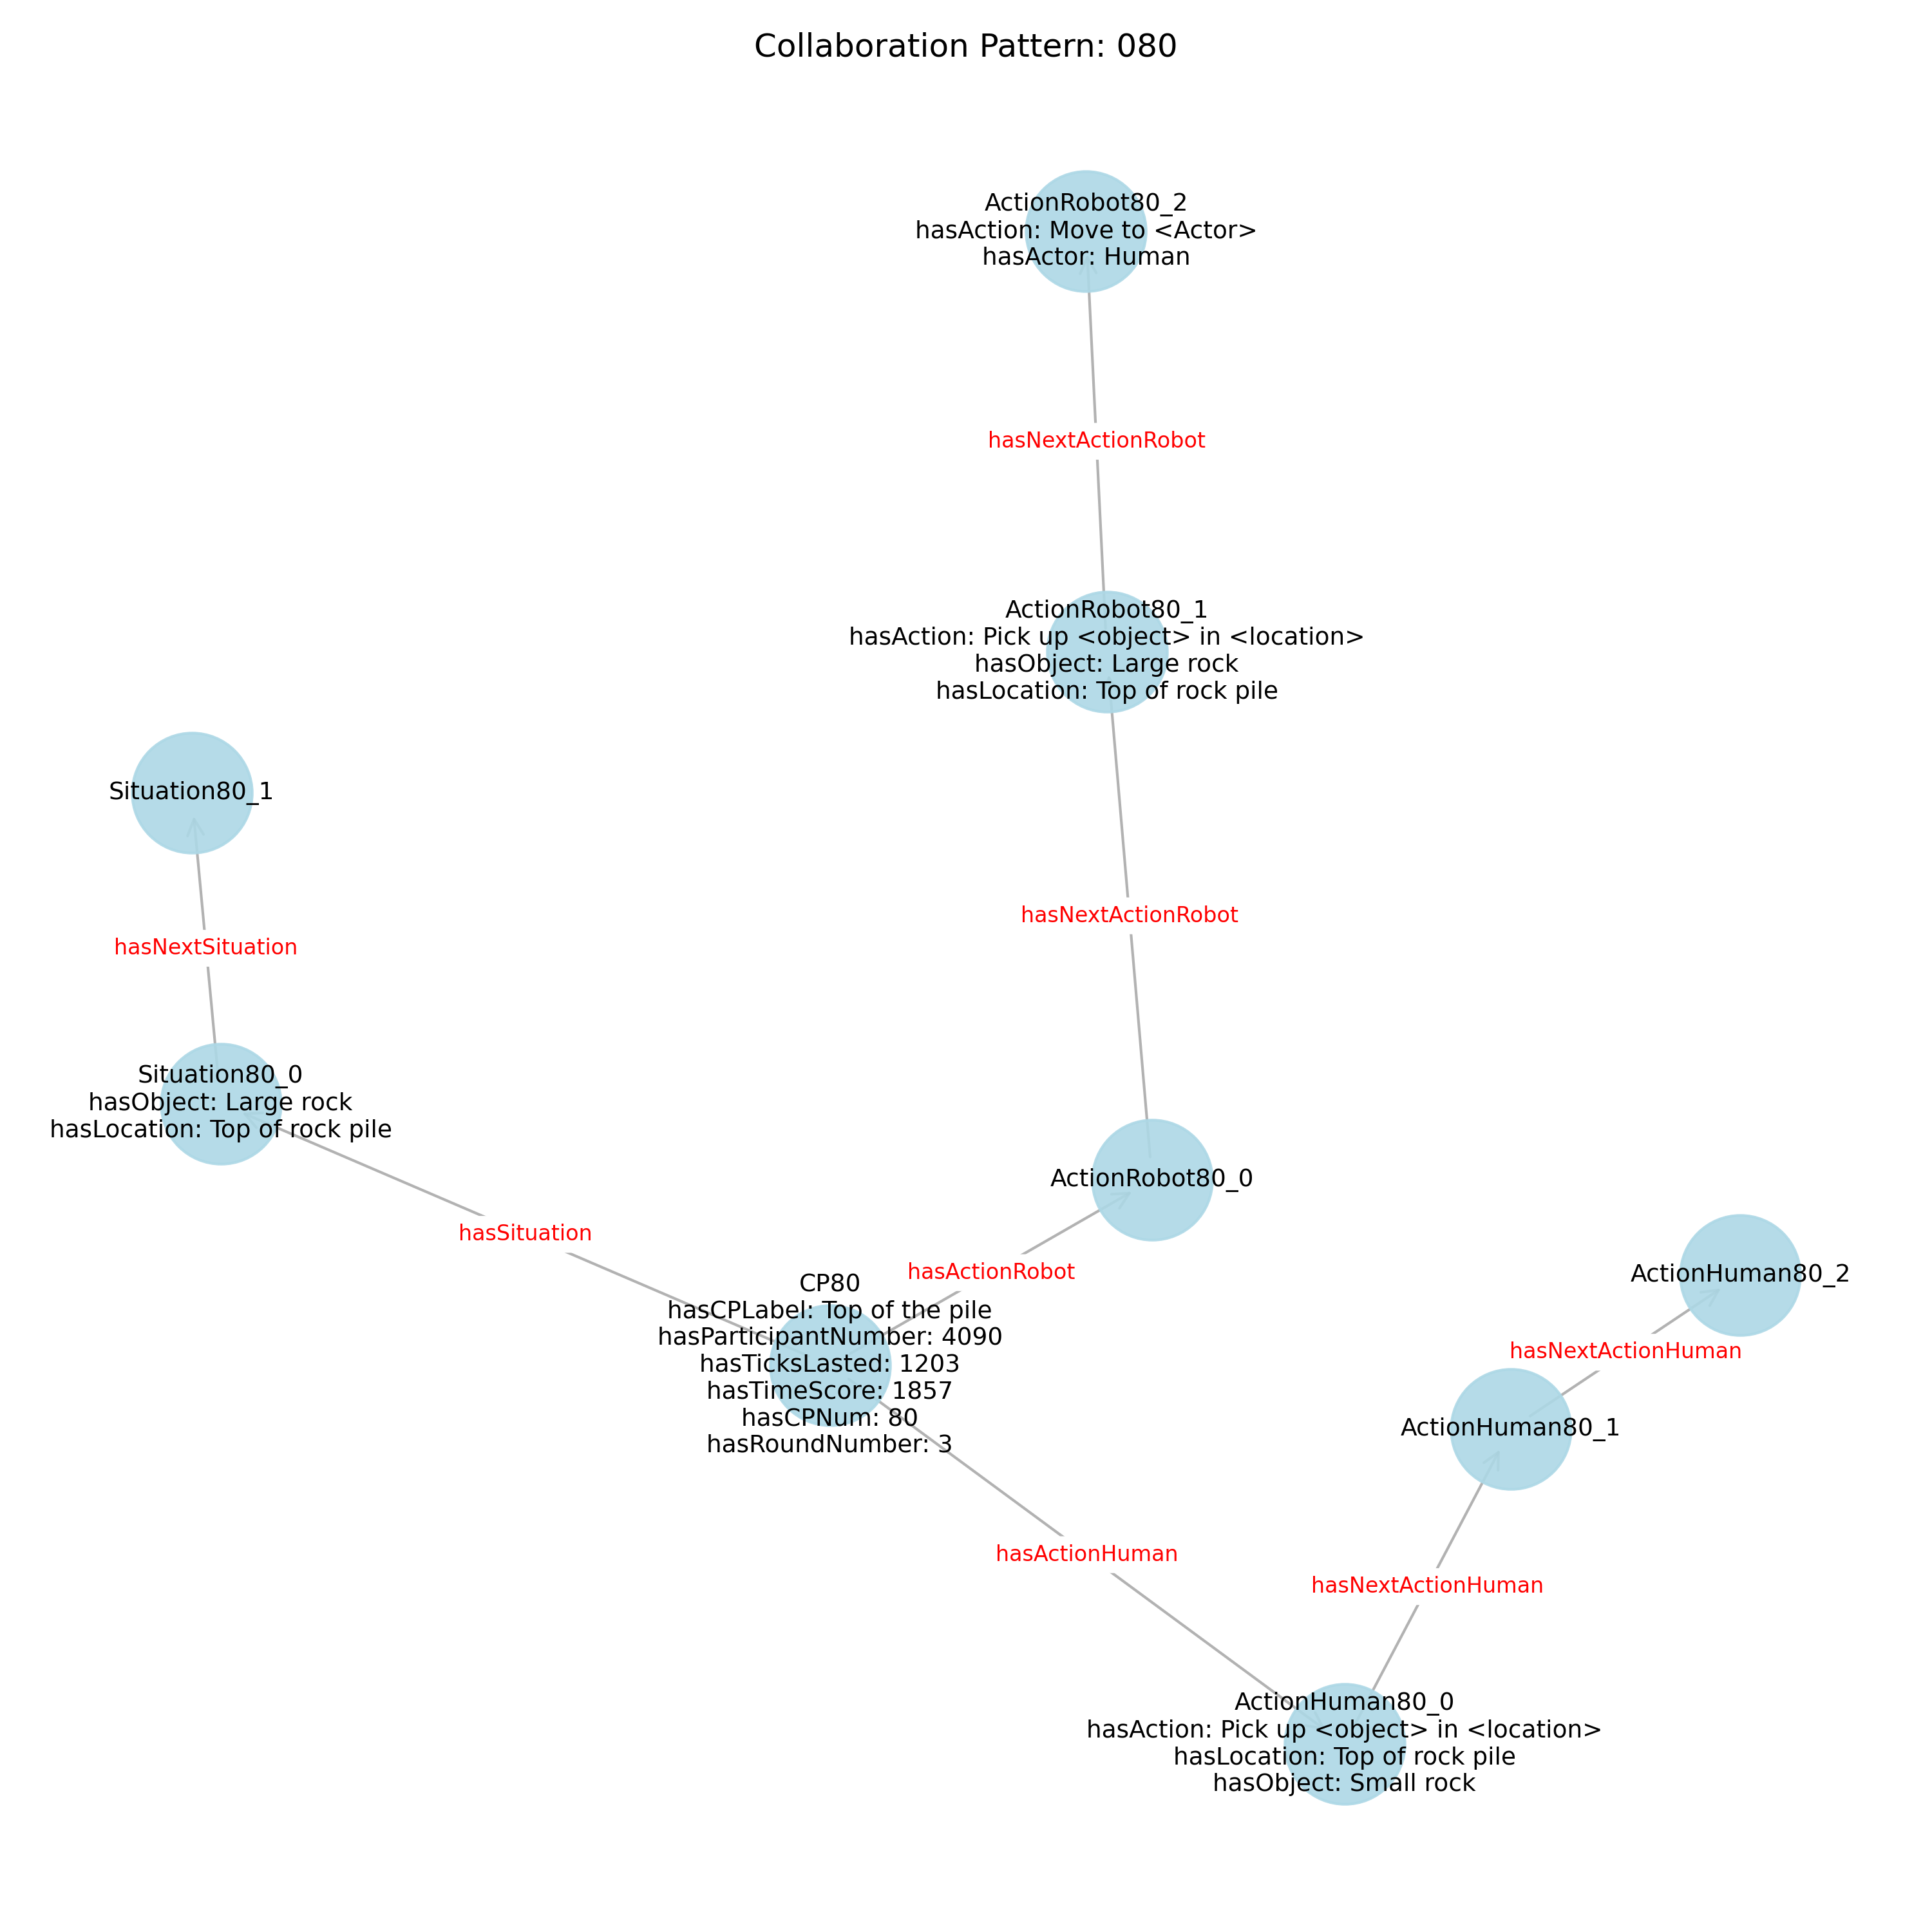 Collaboration Pattern: 080
ActionRobot80_2
hasAction: Move to <Actor>
hasActor: Human
hasNextActionRobot
ActionRobot80_1
hasAction: Pick up <object> in <location>
hasObject: Large rock
hasLocation: Top of rock pile
Situation80_1
hasNextActionRobot
hasNextSituation
Situation80_0
hasObject: Large rock
hasLocation: Top of rock pile
ActionRobot80_0
hasSituation
hasActionRobot
ActionHuman80_2
CP80
hasCPLabel: Top of the pile
hasParticipantNumber: 4090
hasTicksLasted: 1203
hasTimeScore: 1857
hasCPNum: 80
hasRoundNumber: 3
hasNextActionHuman
ActionHuman80_1
hasActionHuman
hasNextActionHuman
ActionHuman80_0
hasAction: Pick up <object> in <location>
hasLocation: Top of rock pile
hasObject: Small rock